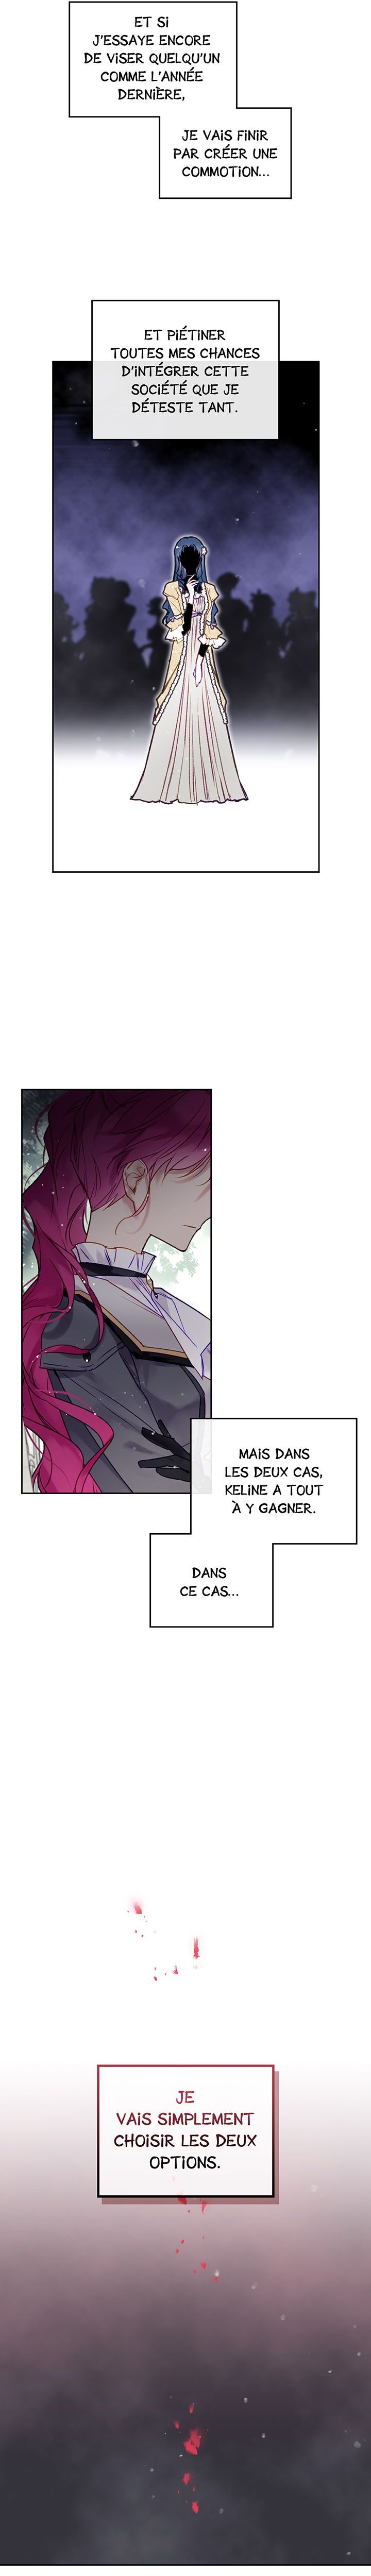 ET SI
J'ESSAYE ENCORE
DE VISER QUELQU'UN
COMME L'ANNÉE
DERNIÈRE,
JE VAIS FINIR
PAR CRÉER UNE
COMMOTION...
ET PIÉTINER
TOUTES MES CHANCES
D'INTÉGRER CETTE
SOCIÉTÉ QUE JE
DÉTESTE TANT.
MAIS DANS
LES DEUX CAS,
KELINE A TOUT
À Y GAGNER.
DANS
CE CAS...
JE
VAIS SIMPLEMENT
CHOISIR LES DEUX
OPTIONS.